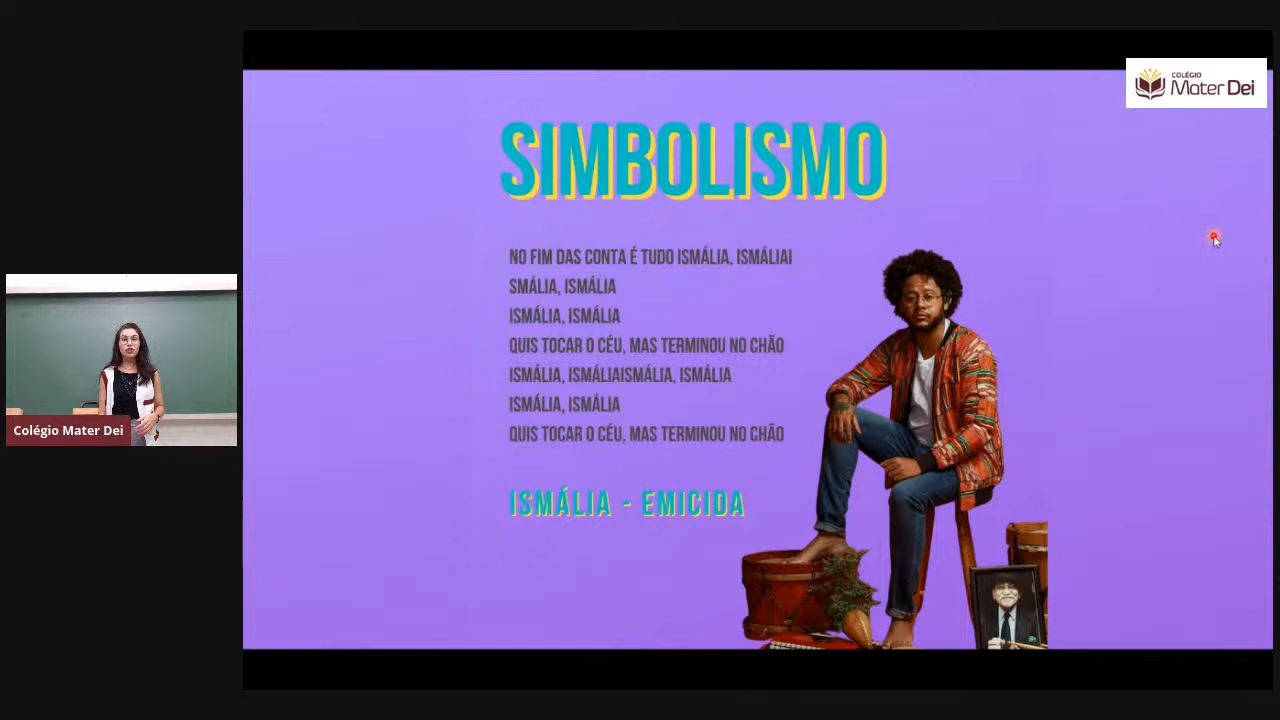 COLÉGIO
Mater Dei
SIMBOLISMO
NO FIM DAS CONTA É TUDO ISMÁLIA, ISMÁLIAI
SMÁLIA, ISMÁLIA
ISMÁLIA, ISMÁLIA
QUIS TOCAR O CÉU, MAS TERMINOU NO CHÃO
ISMÁLIA, ISMÁLIAISMÁLIA, ISMÁLIA
ISMÁLIA, ISMÁLIA
QUIS TOCAR O CÉU, MAS TERMINOU NO CHÃO
ISMÁLIA - EMICIDA
Colégio Mater Dei